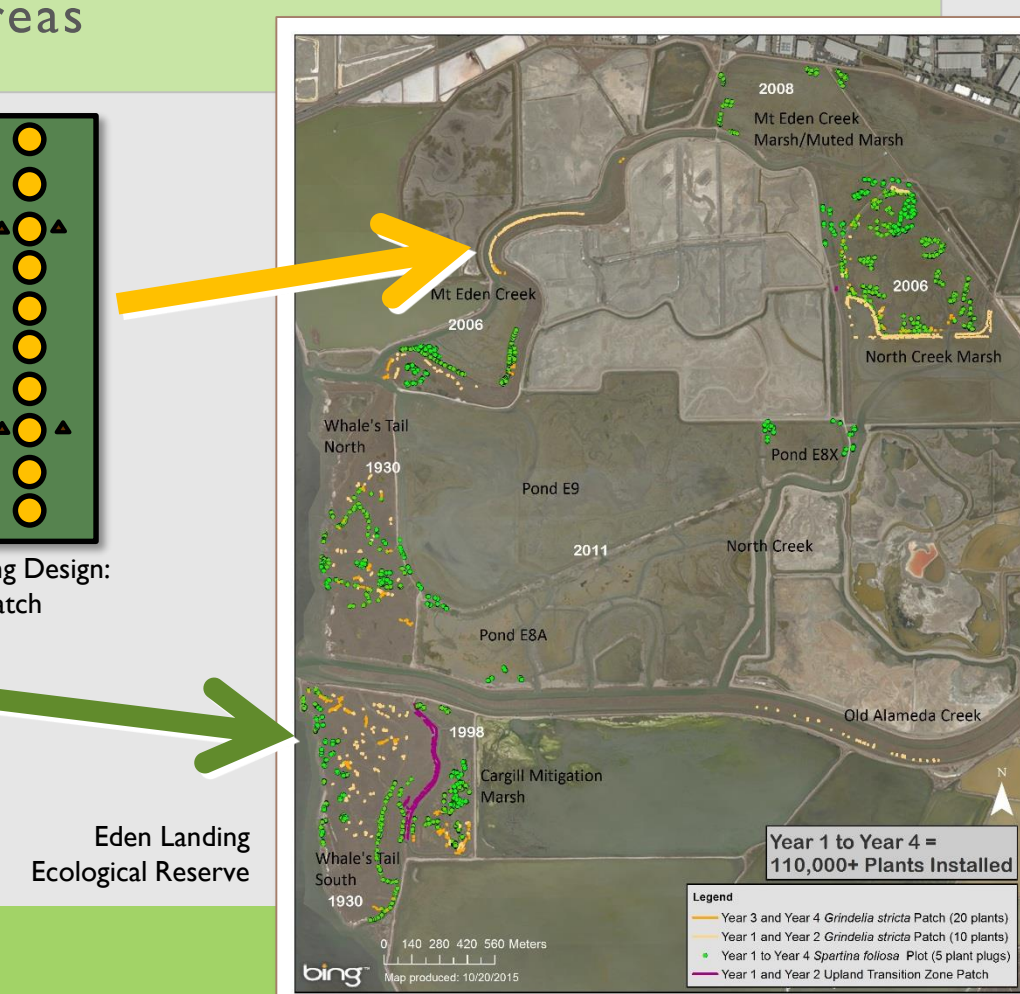 2008
Mt Eden Creek
Marsh/Muted Marsh
Mt Eden Creek
2006
2006
North Creek Marsh
Whale's Tail
North
1930
Pond E8X
Pond E9
2011
North Creek
Design:
Pond E8A
Old Alameda Creek
1998
Cargill Mitigation
Marsh
N
Eden Landing
Ecological Reserve
Whale's Tail
South
1930
Year 1 to Year 4 =
110,000+ Plants Installed
Legend
Year 3 and Year 4 Grindelia stricta Patch (20 plants)
Year 1 and Year 2 Grindelia stricta Patch (10 plants)
Year 1 to Year 4 Spartina foliosa Plot (5 plant plugs)
Year 1 and Year 2 Upland Transition Zone Patch
0 140 280 420 560 Meters
bing™
Map produced: 10/20/2015